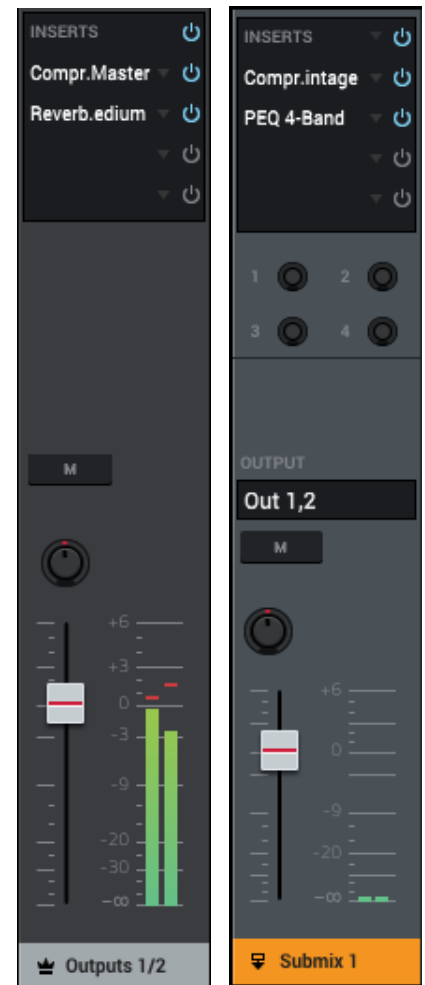 INSERTS
Compr.Master
Reverb.edium
M
+6
+3
0
-3
-9
-20
-30
-∞
Outputs 1/2
INSERTS
Compr.intage
PEQ 4-Band
1 2
3 4
OUTPUT
Out 1,2
M
+6
0
-9
-20
-∞
Submix 1